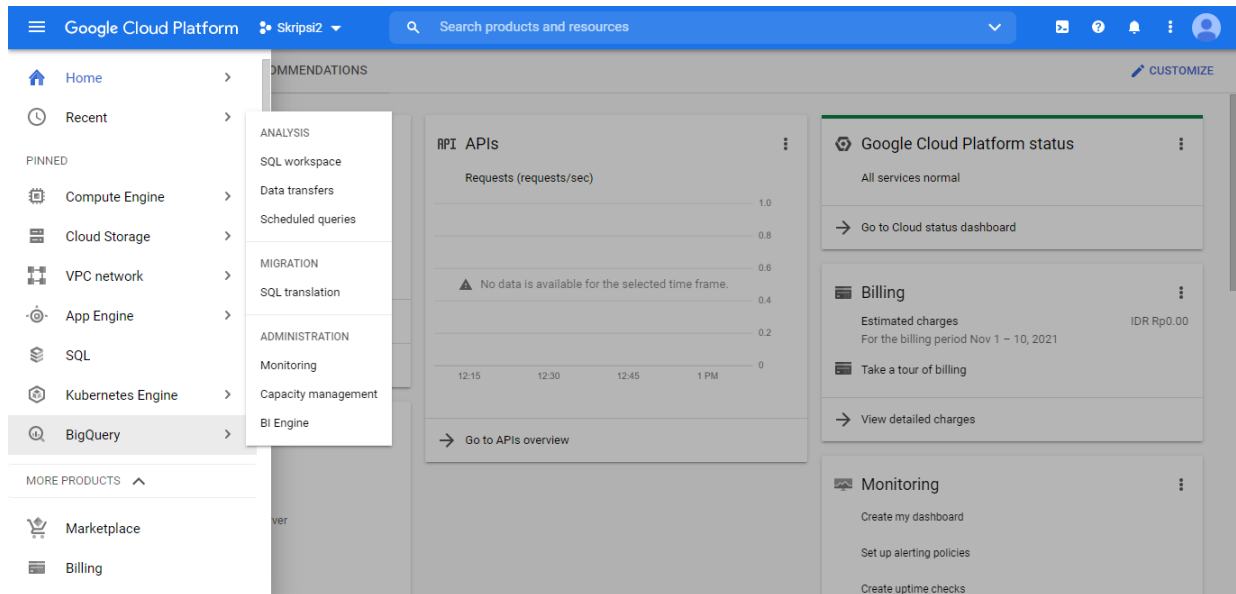 Google Cloud Platform
Skripsi2
Search products and resources
Home
Recent
PINNED
Compute Engine
Cloud Storage
VPC network
App Engine
SQL
Kubernetes Engine
BigQuery
MORE PRODUCTS
Marketplace
Billing
ANALYSIS
SQL workspace
Data transfers
Scheduled queries
MIGRATION
SQL translation
ADMINISTRATION
Monitoring
Capacity management
BI Engine
CUSTOMIZE
API APIs
Requests (requests/sec)
1.0
0.8
0.6
No data is available for the selected time frame.
0.4
0.2
0
12:15 12:30 12:45 1 PM
Go to APIs overview
Google Cloud Platform status
All services normal
Go to Cloud status dashboard
Billing
Estimated charges IDR Rp0.00
For the billing period Nov 1 – 10, 2021
Take a tour of billing
View detailed charges
Monitoring
Create my dashboard
Set up alerting policies
Create uptime checks